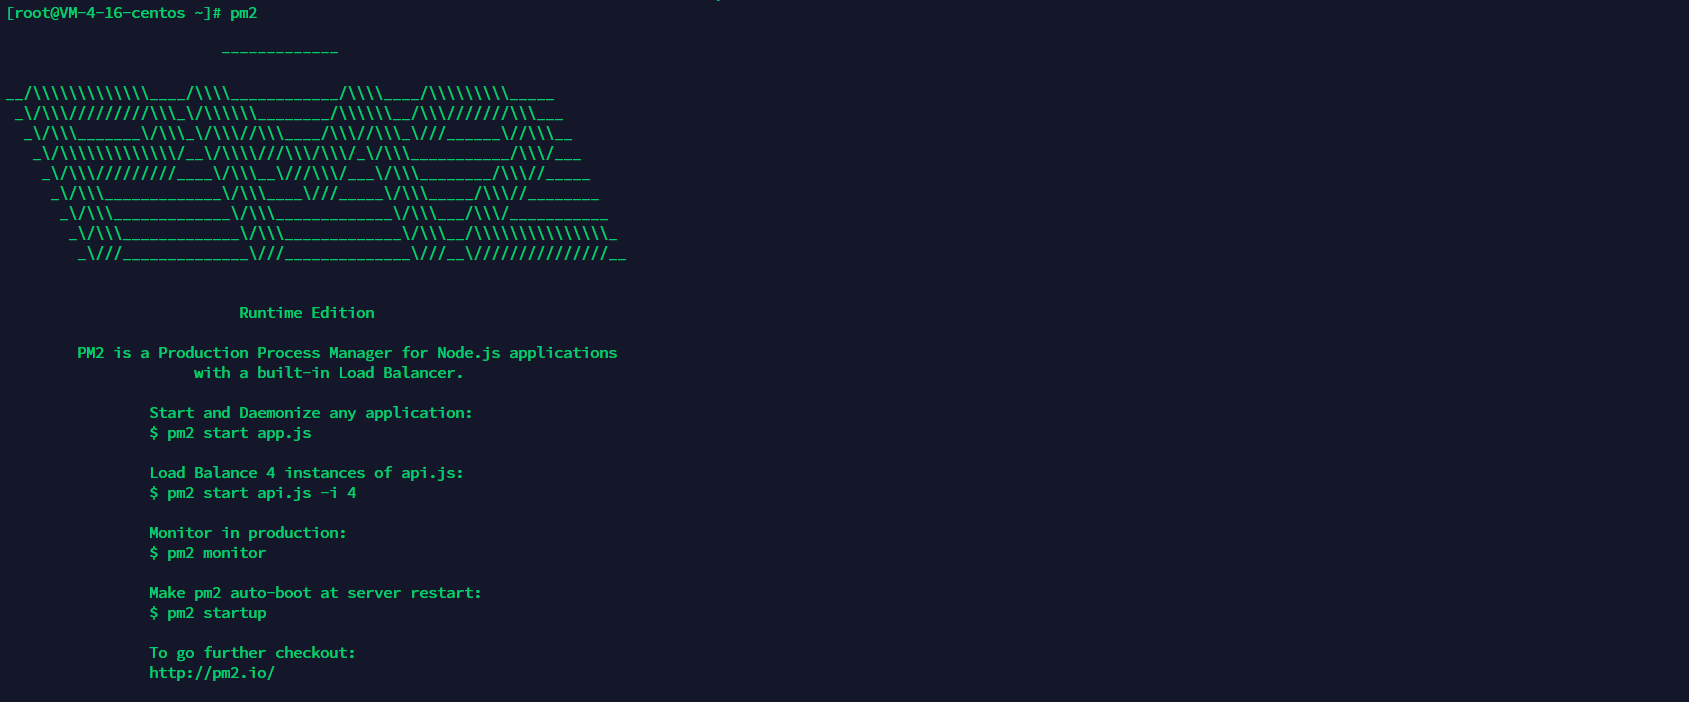 [root@VM-4-16-centos ~]# pm2
-------------
__/\\\\\\\\\\\\\____/\\\\____________/\\\\____/\\\\\\\\\_____
_\/\\\/////////\\\_\/\\\\\\________/\\\\\\__/\\\///////\\\___
_\/\\\_______\/\\\_\/\\\//\\\____/\\\//\\\_\///______\//\\\__
_\/\\\\\\\\\\\\\/__\/\\\\///\\\/\\\/_\/\\\___________/\\\/___
_\/\\\/////////____\/\\\__\///\\\/___\/\\\________/\\\//_____
_\/\\\_____________\/\\\____\///_____\/\\\_____/\\\//________
_\/\\\_____________\/\\\_____________\/\\\___/\\\/___________
_\/\\\_____________\/\\\_____________\/\\\__/\\\\\\\\\\\\\\\_
_\///______________\///______________\///__\///////////////__
Runtime Edition
PM2 is a Production Process Manager for Node.js applications
with a built-in Load Balancer.
Start and Daemonize any application:
$ pm2 start app.js
Load Balance 4 instances of api.js:
$ pm2 start api.js -i 4
Monitor in production:
$ pm2 monitor
Make pm2 auto-boot at server restart:
$ pm2 startup
To go further checkout:
http://pm2.io/